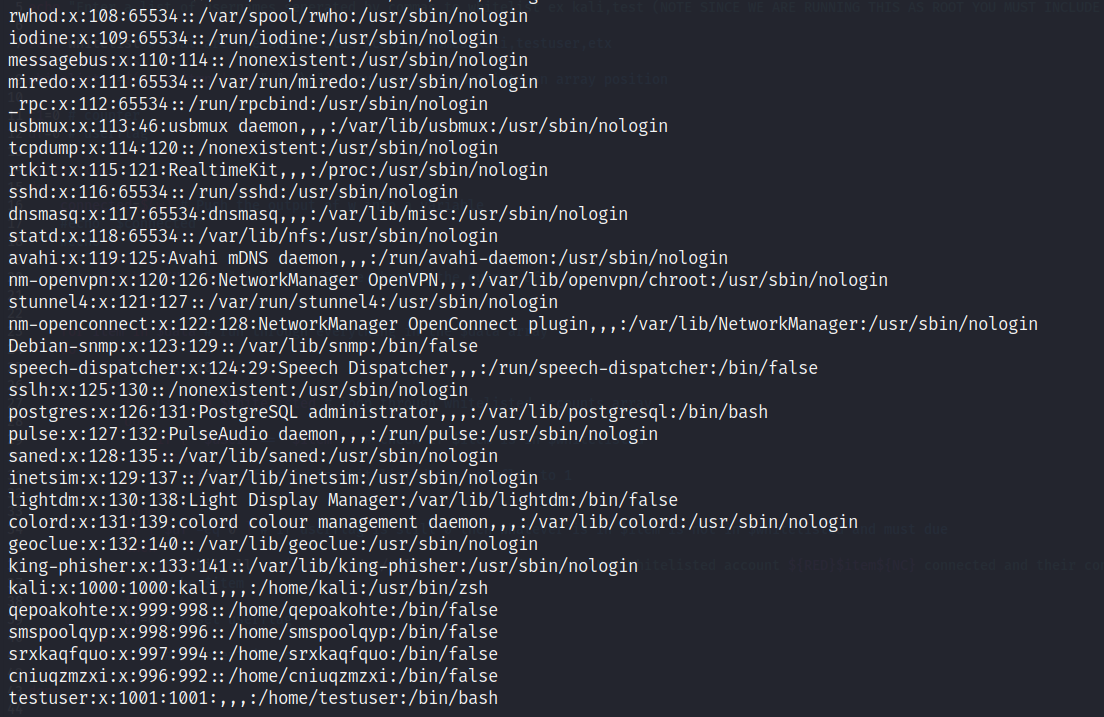 rwhod:x:108:65534::/var/spool/rwho:/usr/sbin/nologin
iodine:x:109:65534::/run/iodine:/usr/sbin/nologin
messagebus:x:110:114::/nonexistent:/usr/sbin/nologin
miredo:x:111:65534::/var/run/miredo:/usr/sbin/nologin
_rpc:x:112:65534::/run/rpcbind:/usr/sbin/nologin
usbmux:x:113:46:usbmux daemon,,,:/var/lib/usbmux:/usr/sbin/nologin
tcpdump:x:114:120::/nonexistent:/usr/sbin/nologin
rtkit:x:115:121:RealtimeKit,,,:/proc:/usr/sbin/nologin
sshd:x:116:65534::/run/sshd:/usr/sbin/nologin
dnsmasq:x:117:65534:dnsmasq,,,:/var/lib/misc:/usr/sbin/nologin
statd:x:118:65534::/var/lib/nfs:/usr/sbin/nologin
avahi:x:119:125:Avahi mDNS daemon,,,:/run/avahi-daemon:/usr/sbin/nologin
nm-openvpn:x:120:126:NetworkManager OpenVPN,,,:/var/lib/openvpn/chroot:/usr/sbin/nologin
stunnel4:x:121:127::/var/run/stunnel4:/usr/sbin/nologin
nm-openconnect:x:122:128:NetworkManager OpenConnect plugin,,,:/var/lib/NetworkManager:/usr/sbin/nologin
Debian-snmp:x:123:129::/var/lib/snmp:/bin/false
speech-dispatcher:x:124:29:Speech Dispatcher,,,:/run/speech-dispatcher:/bin/false
sslh:x:125:130::/nonexistent:/usr/sbin/nologin
postgres:x:126:131:PostgreSQL administrator,,,:/var/lib/postgresql:/bin/bash
pulse:x:127:132:PulseAudio daemon,,,:/run/pulse:/usr/sbin/nologin
saned:x:128:135::/var/lib/saned:/usr/sbin/nologin
inetsim:x:129:137::/var/lib/inetsim:/usr/sbin/nologin
lightdm:x:130:138:Light Display Manager:/var/lib/lightdm:/bin/false
colord:x:131:139:colord colour management daemon,,,:/var/lib/colord:/usr/sbin/nologin
geoclue:x:132:140::/var/lib/geoclue:/usr/sbin/nologin
king-phisher:x:133:141::/var/lib/king-phisher:/usr/sbin/nologin
kali:x:1000:1000:kali,,,:/home/kali:/usr/bin/zsh
qepoakohte:x:999:998::/home/qepoakohte:/bin/false
smspoolqyp:x:998:996::/home/smspoolqyp:/bin/false
srxkaqfquo:x:997:994::/home/srxkaqfquo:/bin/false
cniuqzmzxi:x:996:992::/home/cniuqzmzxi:/bin/false
testuser:x:1001:1001:,,,:/home/testuser:/bin/bash